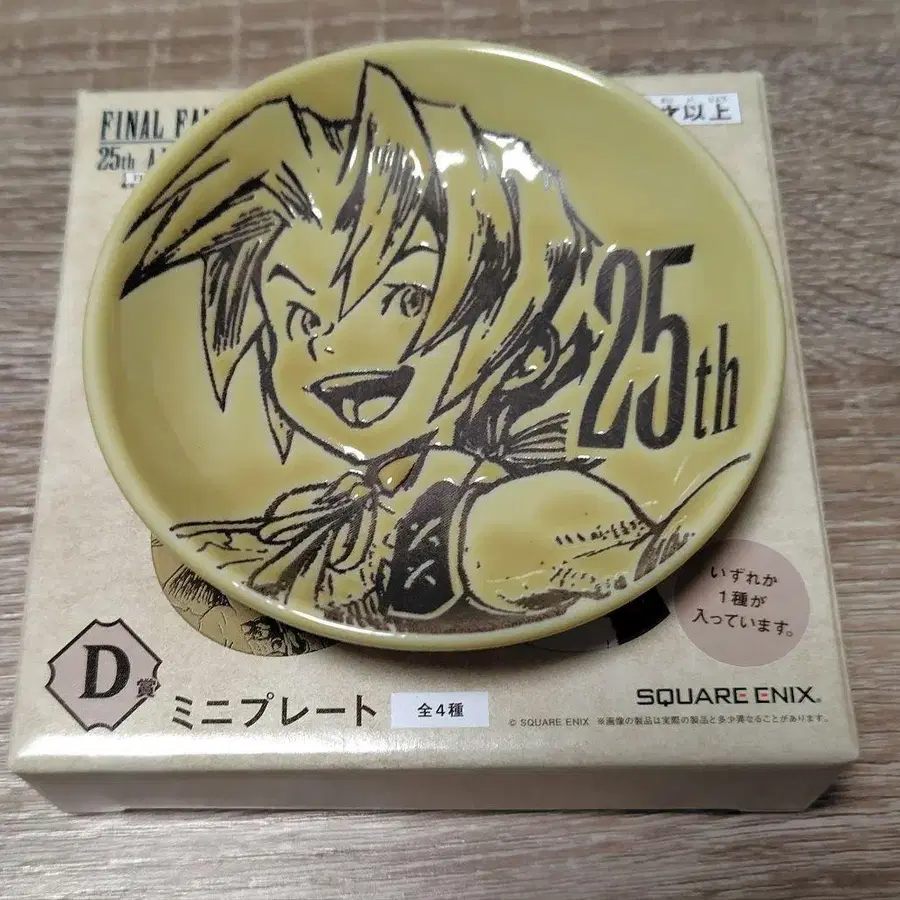 FINAL FAN
25th A
才以上
25th
いずれか
1種が
入っています。
D賞
ミニプレート
全4種
SQUARE ENIX®
© SQUARE ENIX ※画像の製品は実際の製品と多少異なることがあります。